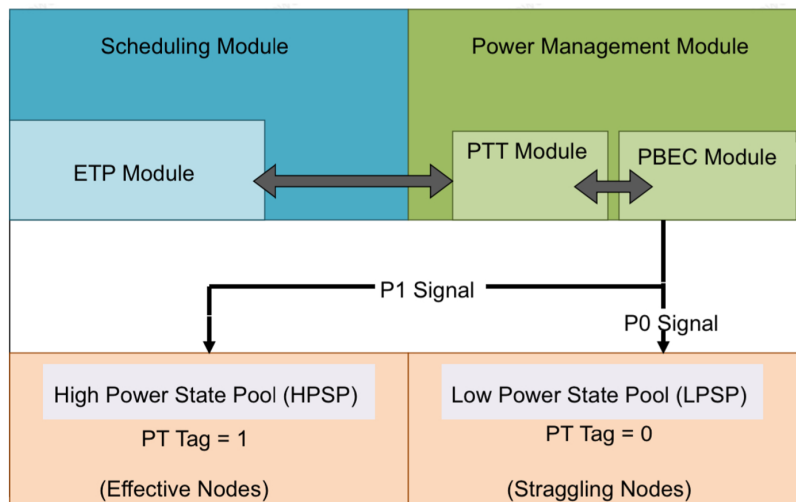 Scheduling Module
Power Management Module
ETP Module
PTT Module
PBEC Module
P1 Signal
P0 Signal
High Power State Pool (HPSP)
Low Power State Pool (LPSP)
PT Tag = 1
PT Tag = 0
(Effective Nodes)
(Straggling Nodes)